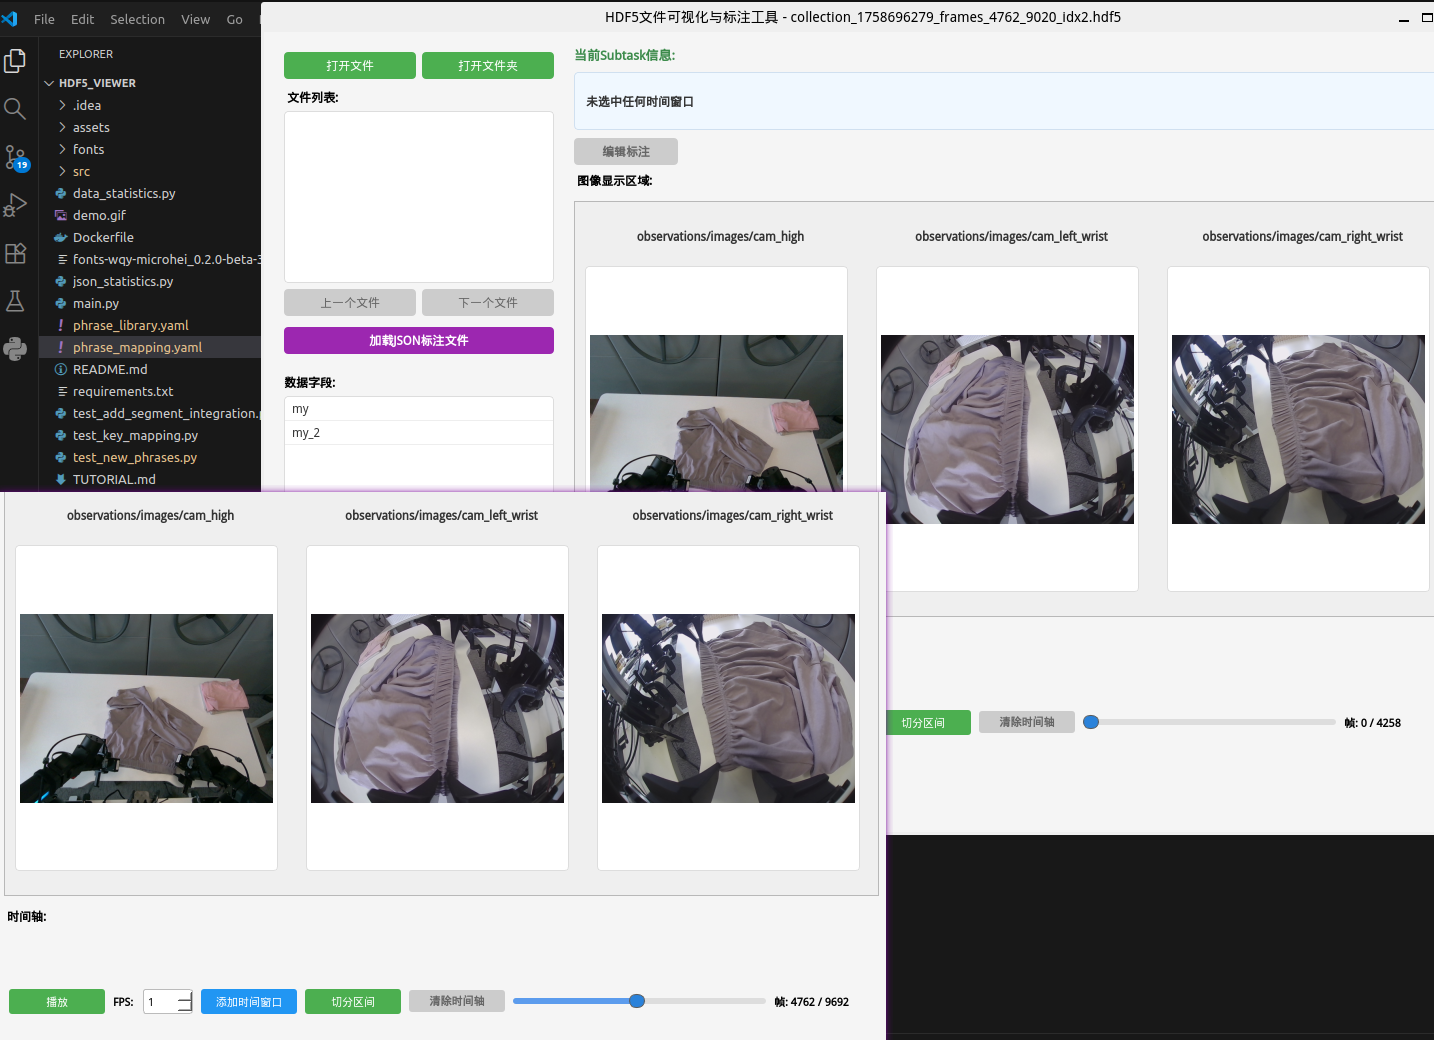 File Edit Selection View Go
HDF5文件可视化与标注工具 - collection_1758696279_frames_4762_9020_idx2.hdf5
EXPLORER
HDF5_VIEWER
.idea
assets
fonts
src
data_statistics.py
demo.gif
Dockerfile
fonts-wqy-microhei_0.2.0-beta-3
json_statistics.py
main.py
phrase_library.yaml
phrase_mapping.yaml
README.md
requirements.txt
test_add_segment_integration.p
test_key_mapping.py
test_new_phrases.py
TUTORIAL.md
19
打开文件 打开文件夹
文件列表:
上一个文件 下一个文件
加载JSON标注文件
数据字段:
my
my_2
当前Subtask信息:
未选中任何时间窗口
编辑标注
图像显示区域:
observations/images/cam_high observations/images/cam_left_wrist observations/images/cam_right_wrist
切分区间 清除时间轴 帧: 0 / 4258
observations/images/cam_high observations/images/cam_left_wrist observations/images/cam_right_wrist
时间轴:
播放 FPS: 1 添加时间窗口 切分区间 清除时间轴 帧: 4762 / 9692